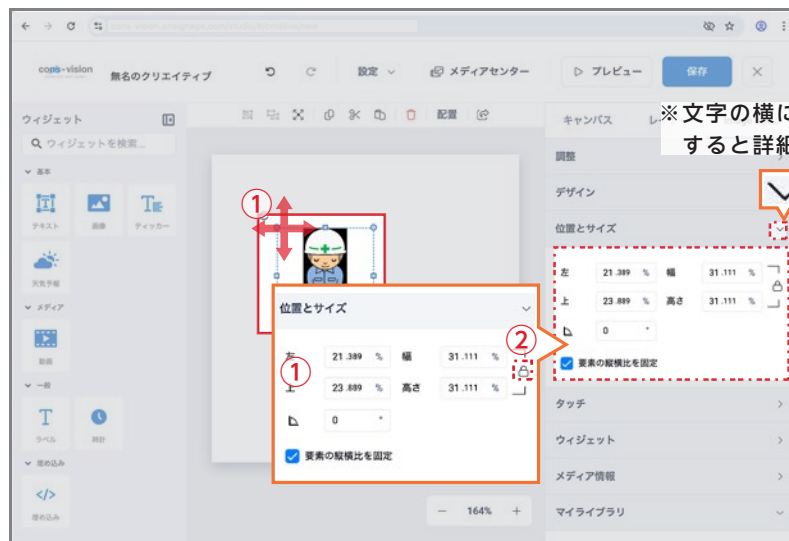 cons-vision
無名のクリエイティブ
設定
メディアセンター
プレビュー
保存
ウィジェット
ウィジェットを検索...
配置
キャンバス
※文字の横に
すると詳細
基本
テキスト
画像
ティッカー
天気予報
メディア
動画
一般
ラベル
時計
埋め込み
</>
埋め込み
①
調整
デザイン
位置とサイズ
左 21.389 % 幅 31.111 %
上 23.889 % 高さ 31.111 %
0 °
要素の縦横比を固定
位置とサイズ
②
左 21.389 % 幅 31.111 %
①
上 23.889 % 高さ 31.111 %
0 °
要素の縦横比を固定
タッチ
ウィジェット
メディア情報
マイライブラリ
− 164% +